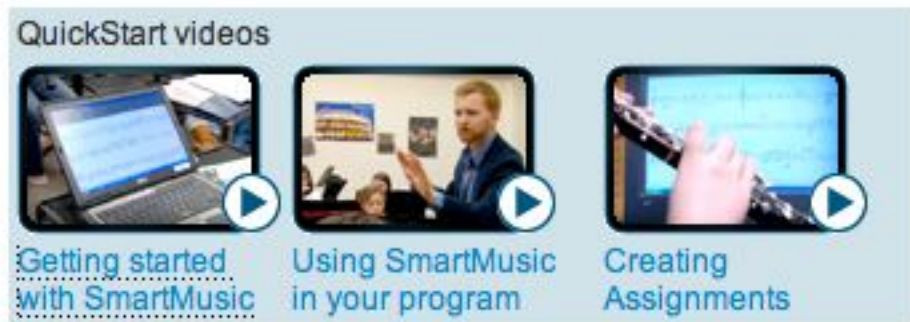 QuickStart videos
Getting started
with SmartMusic
Using SmartMusic
in your program
Creating
Assignments